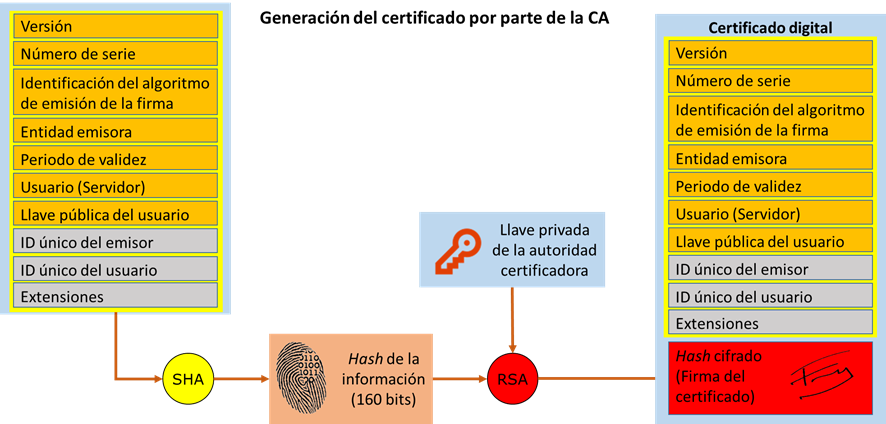 Generación del certificado por parte de la CA
Versión
Número de serie
Identificación del algoritmo
de emisión de la firma
Entidad emisora
Periodo de validez
Usuario (Servidor)
Llave pública del usuario
ID único del emisor
ID único del usuario
Extensiones
SHA
0110
0100
1011
01
Hash de la
información
(160 bits)
Llave privada
de la autoridad
certificadora
RSA
Certificado digital
Versión
Número de serie
Identificación del algoritmo
de emisión de la firma
Entidad emisora
Periodo de validez
Usuario (Servidor)
Llave pública del usuario
ID único del emisor
ID único del usuario
Extensiones
Hash cifrado
(Firma del
certificado)